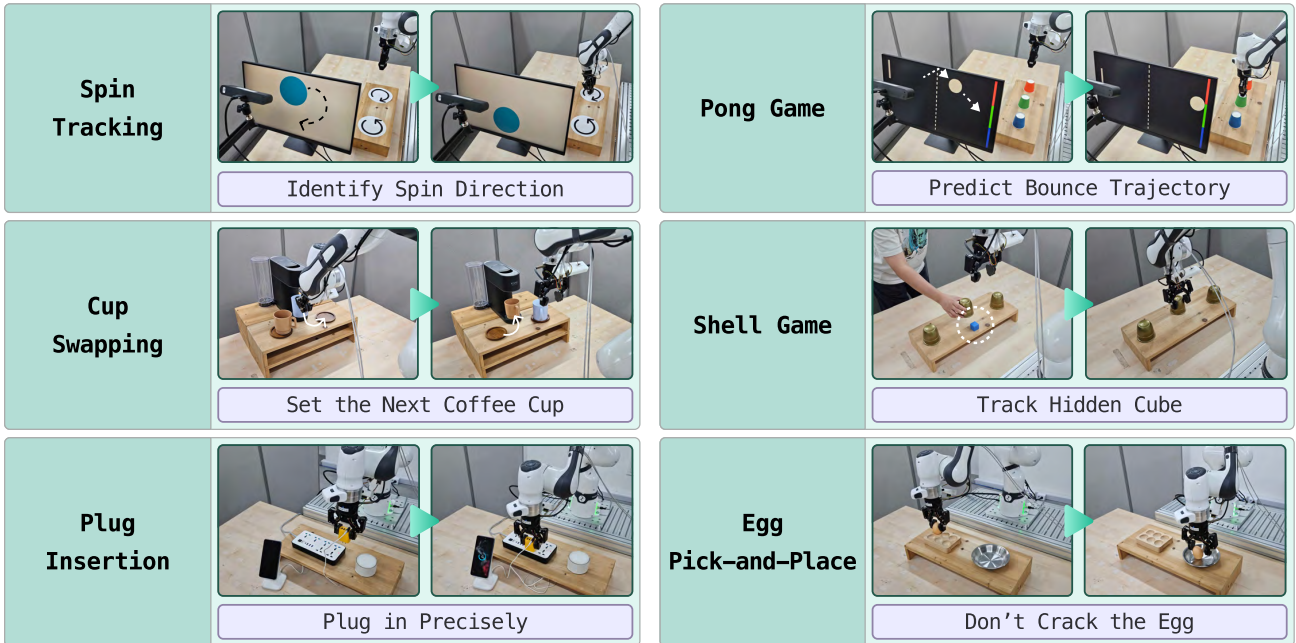 Spin
Tracking
Identify Spin Direction
Pong Game
Predict Bounce Trajectory
Cup
Swapping
Set the Next Coffee Cup
Shell Game
Track Hidden Cube
Plug
Insertion
Plug in Precisely
Egg
Pick-and-Place
Don't Crack the Egg